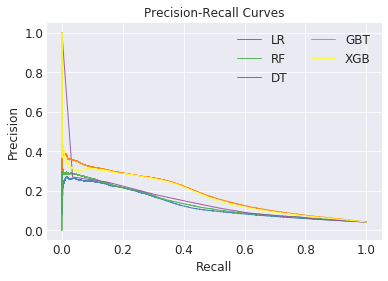 Precision-Recall Curves
LR
RF
DT
GBT
XGB
1.0
0.8
0.6
0.4
0.2
0.0
Precision
0.0 0.2 0.4 0.6 0.8 1.0
Recall